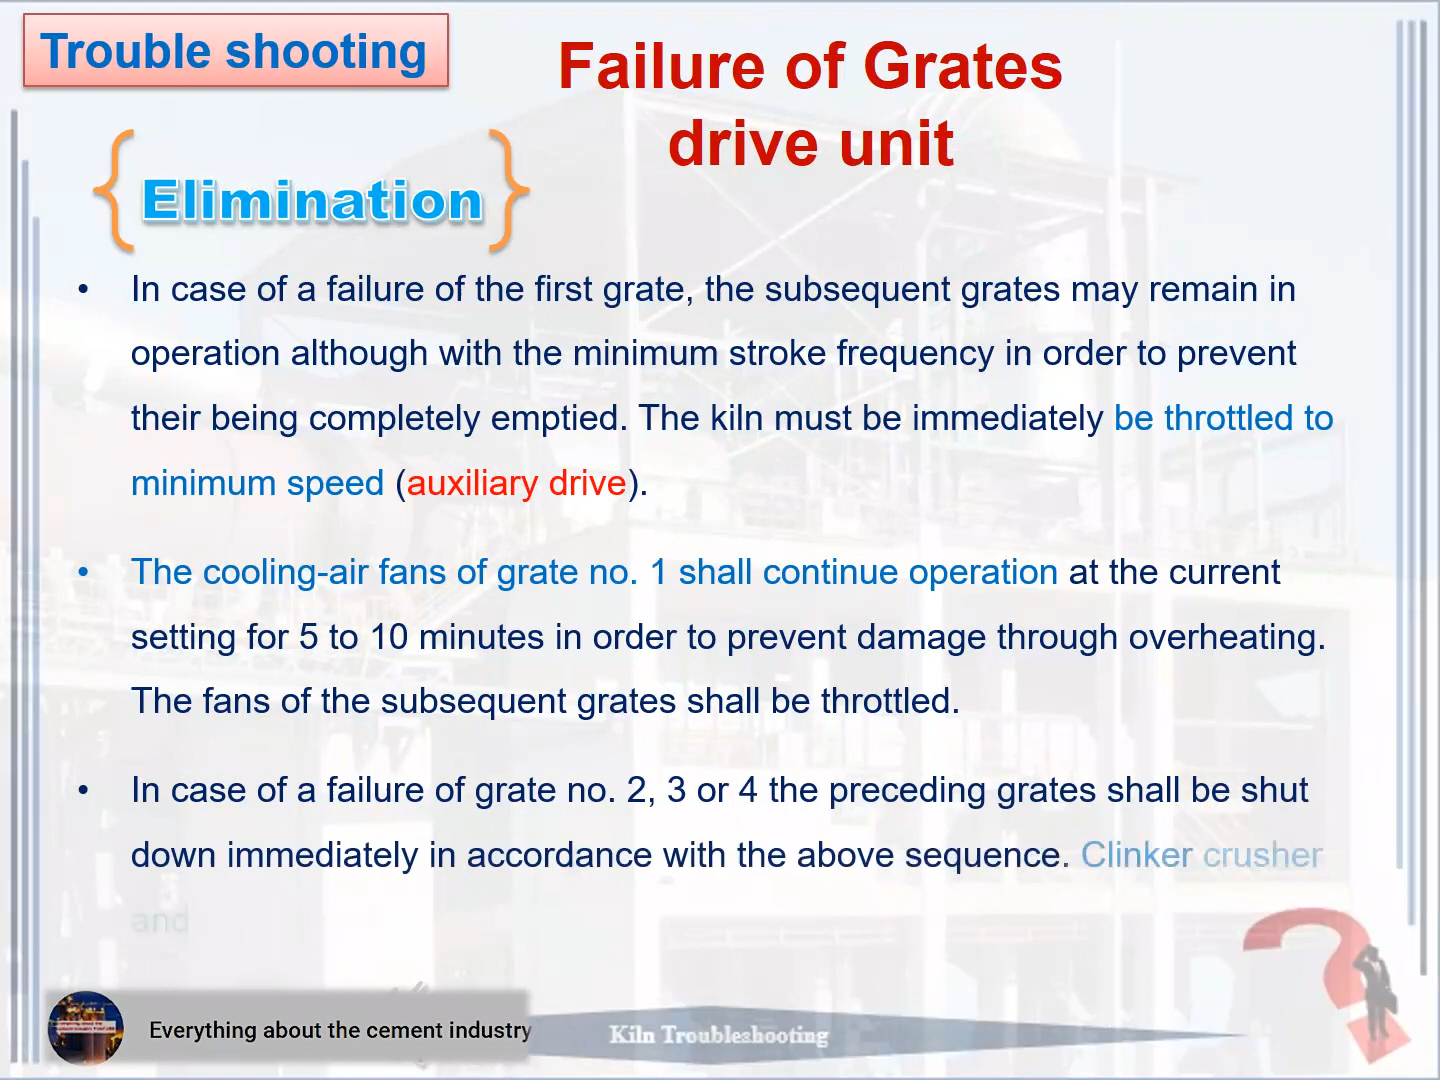 Trouble shooting
Failure of Grates
drive unit
Elimination
• In case of a failure of the first grate, the subsequent grates may remain in
operation although with the minimum stroke frequency in order to prevent
their being completely emptied. The kiln must be immediately be throttled to
minimum speed (auxiliary drive).
• The cooling-air fans of grate no. 1 shall continue operation at the current
setting for 5 to 10 minutes in order to prevent damage through overheating.
The fans of the subsequent grates shall be throttled.
• In case of a failure of grate no. 2, 3 or 4 the preceding grates shall be shut
down immediately in accordance with the above sequence. Clinker crusher
and
Everything about the cement industry
Kiln Troubleshooting